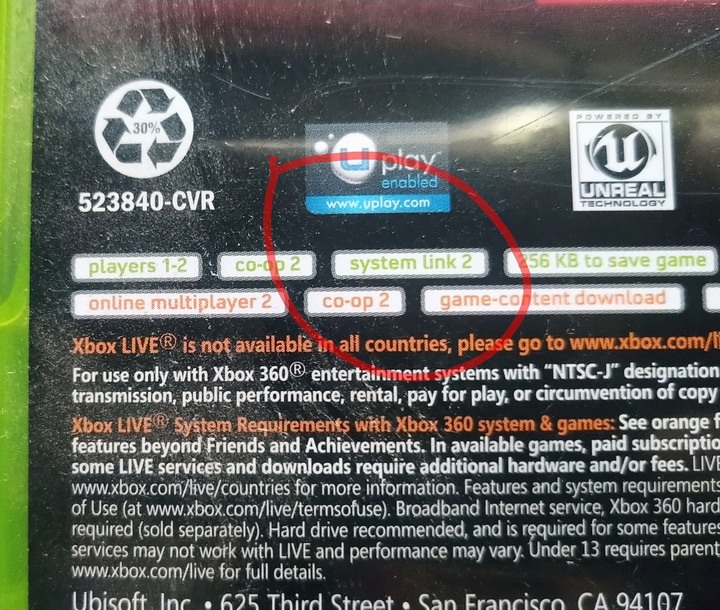 30%
523840-CVR
u play
enabled
www.uplay.com
POWERED BY
UNREAL
TECHNOLOGY
players 1-2 co-op 2 system link 2 256 KB to save game
online multiplayer 2 co-op 2 game-content download
Xbox LIVE® is not available in all countries, please go to www.xbox.com/li
For use only with Xbox 360® entertainment systems with "NTSC-J" designation
transmission, public performance, rental, pay for play, or circumvention of copy
Xbox LIVE® System Requirements with Xbox 360 system & games: See orange f
features beyond Friends and Achievements. In available games, paid subscriptio
some LIVE services and downloads require additional hardware and/or fees. LIVE
www.xbox.com/live/countries for more information. Features and system requirements
of Use (at www.xbox.com/live/termsofuse). Broadband Internet service, Xbox 360 hard
required (sold separately). Hard drive recommended, and is required for some features
services may not work with LIVE and performance may vary. Under 13 requires parent
www.xbox.com/live for full details.
Ubisoft, Inc. • 625 Third Street • San Francisco, CA 94107